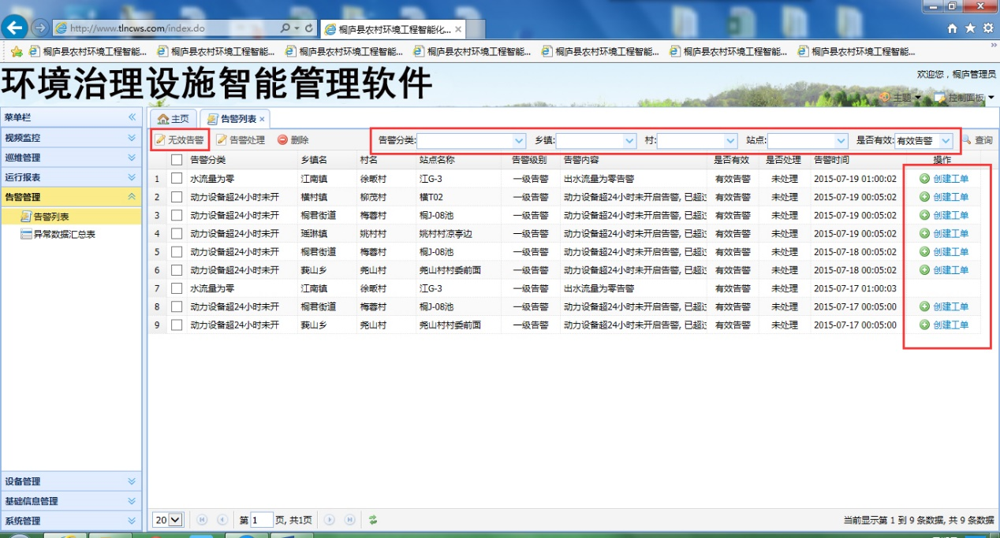 http://www.tlncws.com/index.do 桐庐县农村环境工程智能化...
桐庐县农村环境工程智能... 桐庐县农村环境工程智能... 桐庐县农村环境工程智能... 桐庐县农村环境工程智能... 桐庐县农村环境工程智能... 桐庐县农村环境工程智能... 桐庐县农村环境工程智能...
环境治理设施智能管理软件
欢迎您，桐庐管理员
主题 控制面板
菜单栏
视频监控
巡维管理
运行报表
告警管理
告警列表
异常数据汇总表
设备管理
基础信息管理
系统管理
主页 告警列表
无效告警 告警处理 删除 告警分类: 乡镇: 村: 站点: 是否有效: 有效告警 查询
告警分类 乡镇名 村名 站点名称 告警级别 告警内容 是否有效 是否处理 告警时间 操作
1 水流量为零 江南镇 徐畈村 江G-3 一级告警 出水流量为零告警 有效告警 未处理 2015-07-19 01:00:02 创建工单
2 动力设备超24小时未开 横村镇 柳茂村 横T02 一级告警 动力设备超24小时未开启告警, 已超过 有效告警 未处理 2015-07-19 00:05:02 创建工单
3 动力设备超24小时未开 桐君街道 梅蓉村 桐J-08池 一级告警 动力设备超24小时未开启告警, 已超过 有效告警 未处理 2015-07-19 00:05:02 创建工单
4 动力设备超24小时未开 瑶琳镇 姚村村 姚村村凉亭边 一级告警 动力设备超24小时未开启告警, 已超过 有效告警 未处理 2015-07-19 00:05:02 创建工单
5 动力设备超24小时未开 桐君街道 梅蓉村 桐J-08池 一级告警 动力设备超24小时未开启告警, 已超过 有效告警 未处理 2015-07-18 00:05:02 创建工单
6 动力设备超24小时未开 莪山乡 尧山村 尧山村村委前面 一级告警 动力设备超24小时未开启告警, 已超过 有效告警 未处理 2015-07-18 00:05:02 创建工单
7 水流量为零 江南镇 徐畈村 江G-3 一级告警 出水流量为零告警 有效告警 未处理 2015-07-17 01:00:03
8 动力设备超24小时未开 桐君街道 梅蓉村 桐J-08池 一级告警 动力设备超24小时未开启告警, 已超过 有效告警 未处理 2015-07-17 00:05:00 创建工单
9 动力设备超24小时未开 莪山乡 尧山村 尧山村村委前面 一级告警 动力设备超24小时未开启告警, 已超过 有效告警 未处理 2015-07-17 00:05:00 创建工单
20 第 1 页, 共1页 当前显示第 1 到 9 条数据, 共 9 条数据